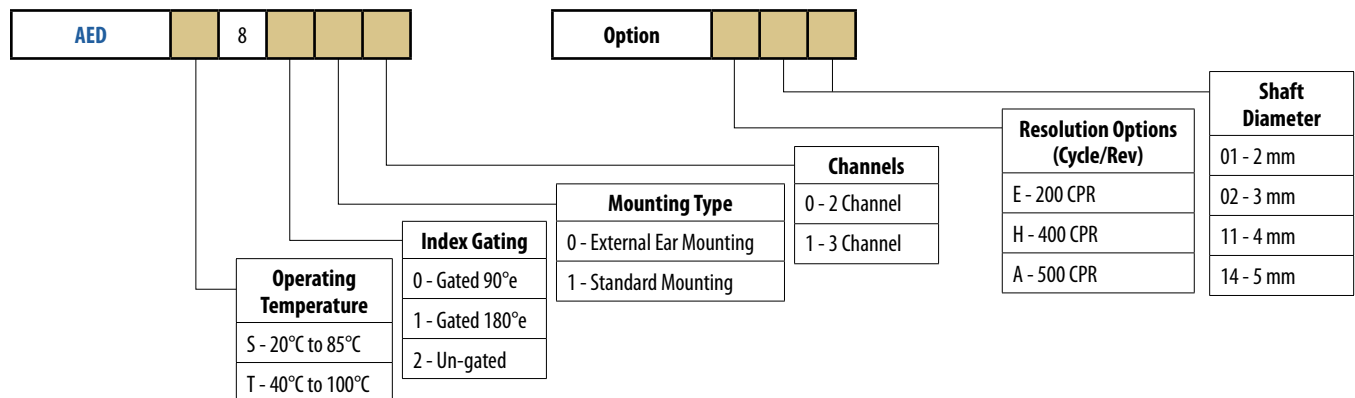 AED 8
Option
Shaft
Diameter
01 - 2 mm
02 - 3 mm
11 - 4 mm
14 - 5 mm
Resolution Options
(Cycle/Rev)
E - 200 CPR
H - 400 CPR
A - 500 CPR
Channels
0 - 2 Channel
1 - 3 Channel
Mounting Type
0 - External Ear Mounting
1 - Standard Mounting
Index Gating
0 - Gated 90°e
1 - Gated 180°e
2 - Un-gated
Operating
Temperature
S - 20°C to 85°C
T - 40°C to 100°C